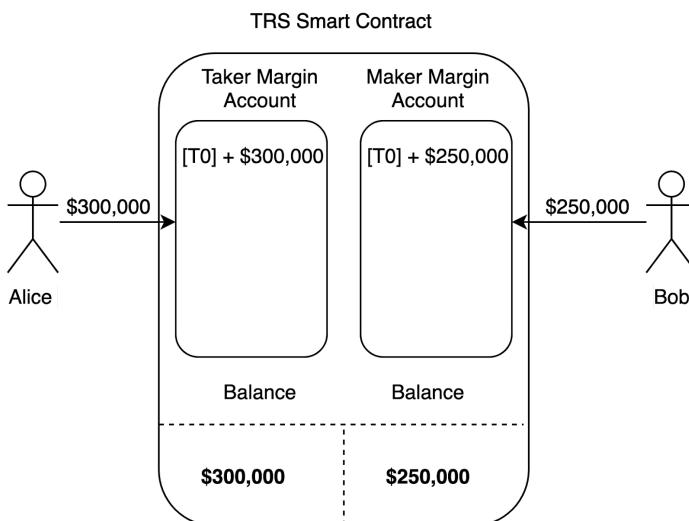 TRS Smart Contract
Taker Margin
Account
Maker Margin
Account
[T0] + $300,000
[T0] + $250,000
$300,000
$250,000
Alice
Bob
Balance
Balance
$300,000
$250,000